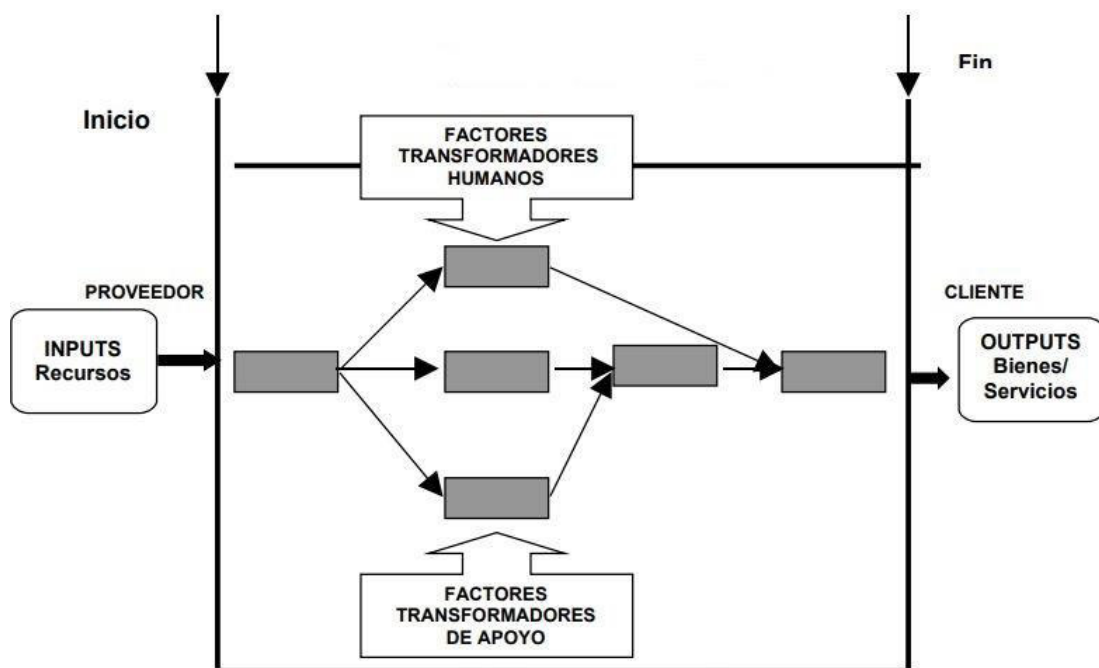 Fin
Inicio
FACTORES
TRANSFORMADORES
HUMANOS
PROVEEDOR
CLIENTE
INPUTS
Recursos
OUTPUTS
Bienes/
Servicios
FACTORES
TRANSFORMADORES
DE APOYO